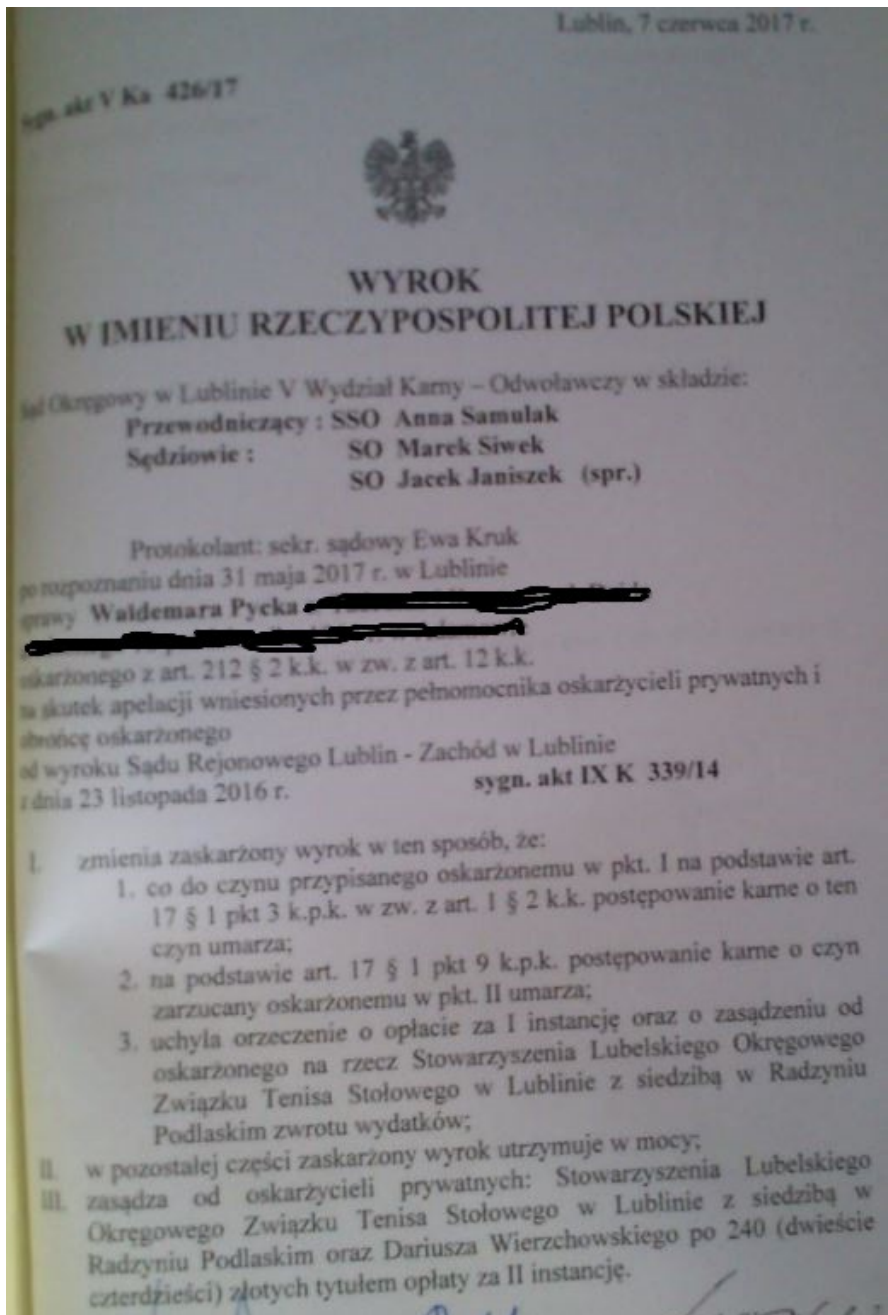 Lublin, 7 czerwca 2017 r.
sygn. akt V Ka 426/17
WYROK
W IMIENIU RZECZYPOSPOLITEJ POLSKIEJ
Sąd Okręgowy w Lublinie V Wydział Karny – Odwoławczy w składzie:
Przewodniczący : SSO Anna Samulak
Sędziowie : SO Marek Siwek
SO Jacek Janiszek (spr.)
Protokolant: sekr. sądowy Ewa Kruk
po rozpoznaniu dnia 31 maja 2017 r. w Lublinie
sprawy Waldemara Pycka
oskarżonego z art. 212 § 2 k.k. w zw. z art. 12 k.k.
na skutek apelacji wniesionych przez pełnomocnika oskarżycieli prywatnych i
obrońcę oskarżonego
od wyroku Sądu Rejonowego Lublin - Zachód w Lublinie
z dnia 23 listopada 2016 r. sygn. akt IX K 339/14
I. zmienia zaskarżony wyrok w ten sposób, że:
1. co do czynu przypisanego oskarżonemu w pkt. I na podstawie art.
17 § 1 pkt 3 k.p.k. w zw. z art. 1 § 2 k.k. postępowanie karne o ten
czyn umarza;
2. na podstawie art. 17 § 1 pkt 9 k.p.k. postępowanie karne o czyn
zarzucany oskarżonemu w pkt. II umarza;
3. uchyla orzeczenie o opłacie za I instancję oraz o zasądzeniu od
oskarżonego na rzecz Stowarzyszenia Lubelskiego Okręgowego
Związku Tenisa Stołowego w Lublinie z siedzibą w Radzyniu
Podlaskim zwrotu wydatków;
II. w pozostałej części zaskarżony wyrok utrzymuje w mocy;
III. zasądza od oskarżycieli prywatnych: Stowarzyszenia Lubelskiego
Okręgowego Związku Tenisa Stołowego w Lublinie z siedzibą w
Radzyniu Podlaskim oraz Dariusza Wierzchowskiego po 240 (dwieście
czterdzieści) złotych tytułem opłaty za II instancję.